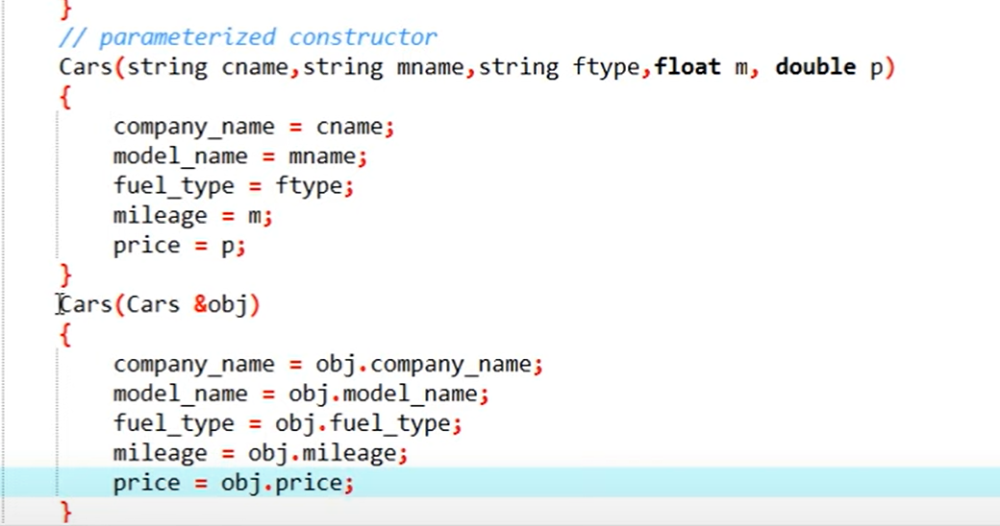 }
// parameterized constructor
Cars(string cname,string mname,string ftype,float m, double p)
{
company_name = cname;
model_name = mname;
fuel_type = ftype;
mileage = m;
price = p;
}
Cars(Cars &obj)
{
company_name = obj.company_name;
model_name = obj.model_name;
fuel_type = obj.fuel_type;
mileage = obj.mileage;
price = obj.price;
}